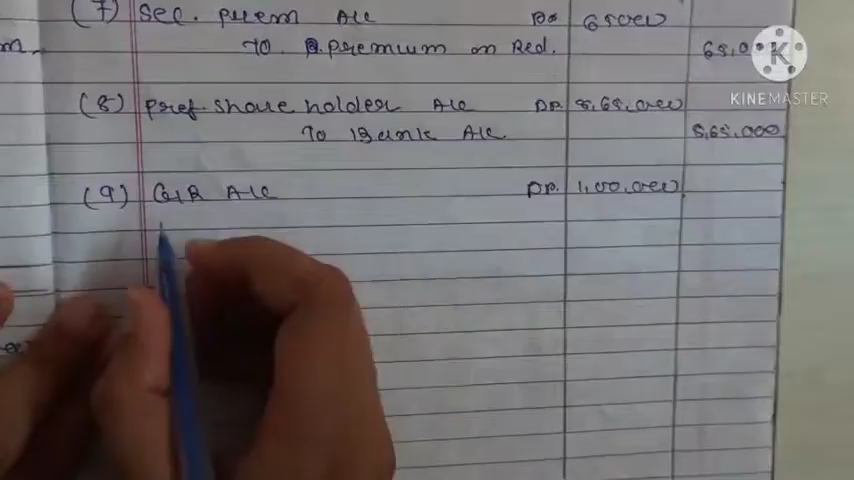 (7) Sec. prem A/c Dr 65000
To premium on Red. 65,0
m.
(8) pref. share holder A/c Dr. 5,65,000
To Bank A/c 5,65,000
(9) G/R A/c Dr. 1,00,000
KINEMASTER